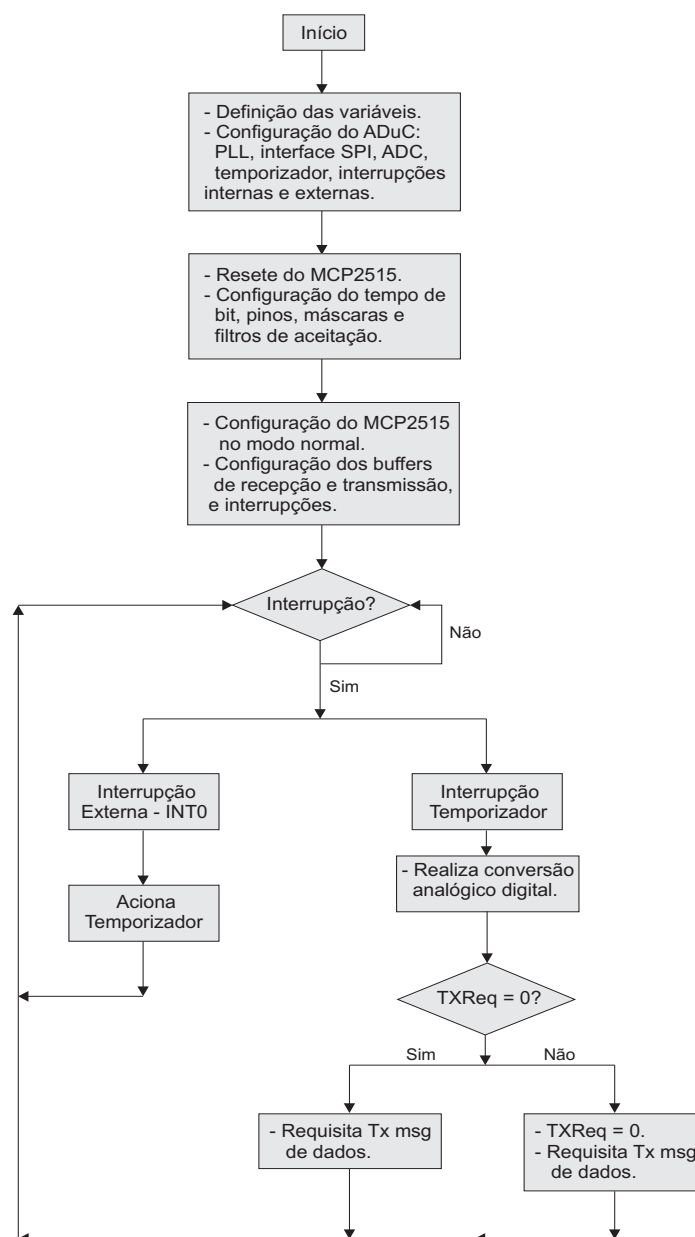 Início
- Definição das variáveis.
- Configuração do ADuC:
PLL, interface SPI, ADC,
temporizador, interrupções
internas e externas.
- Resete do MCP2515.
- Configuração do tempo de
bit, pinos, máscaras e
filtros de aceitação.
- Configuração do MCP2515
no modo normal.
- Configuração dos buffers
de recepção e transmissão,
e interrupções.
Interrupção?
Não
Sim
Interrupção
Externa - INT0
Aciona
Temporizador
Interrupção
Temporizador
- Realiza conversão
analógico digital.
TXReq = 0?
Sim
Não
- Requisita Tx msg
de dados.
- TXReq = 0.
- Requisita Tx msg
de dados.